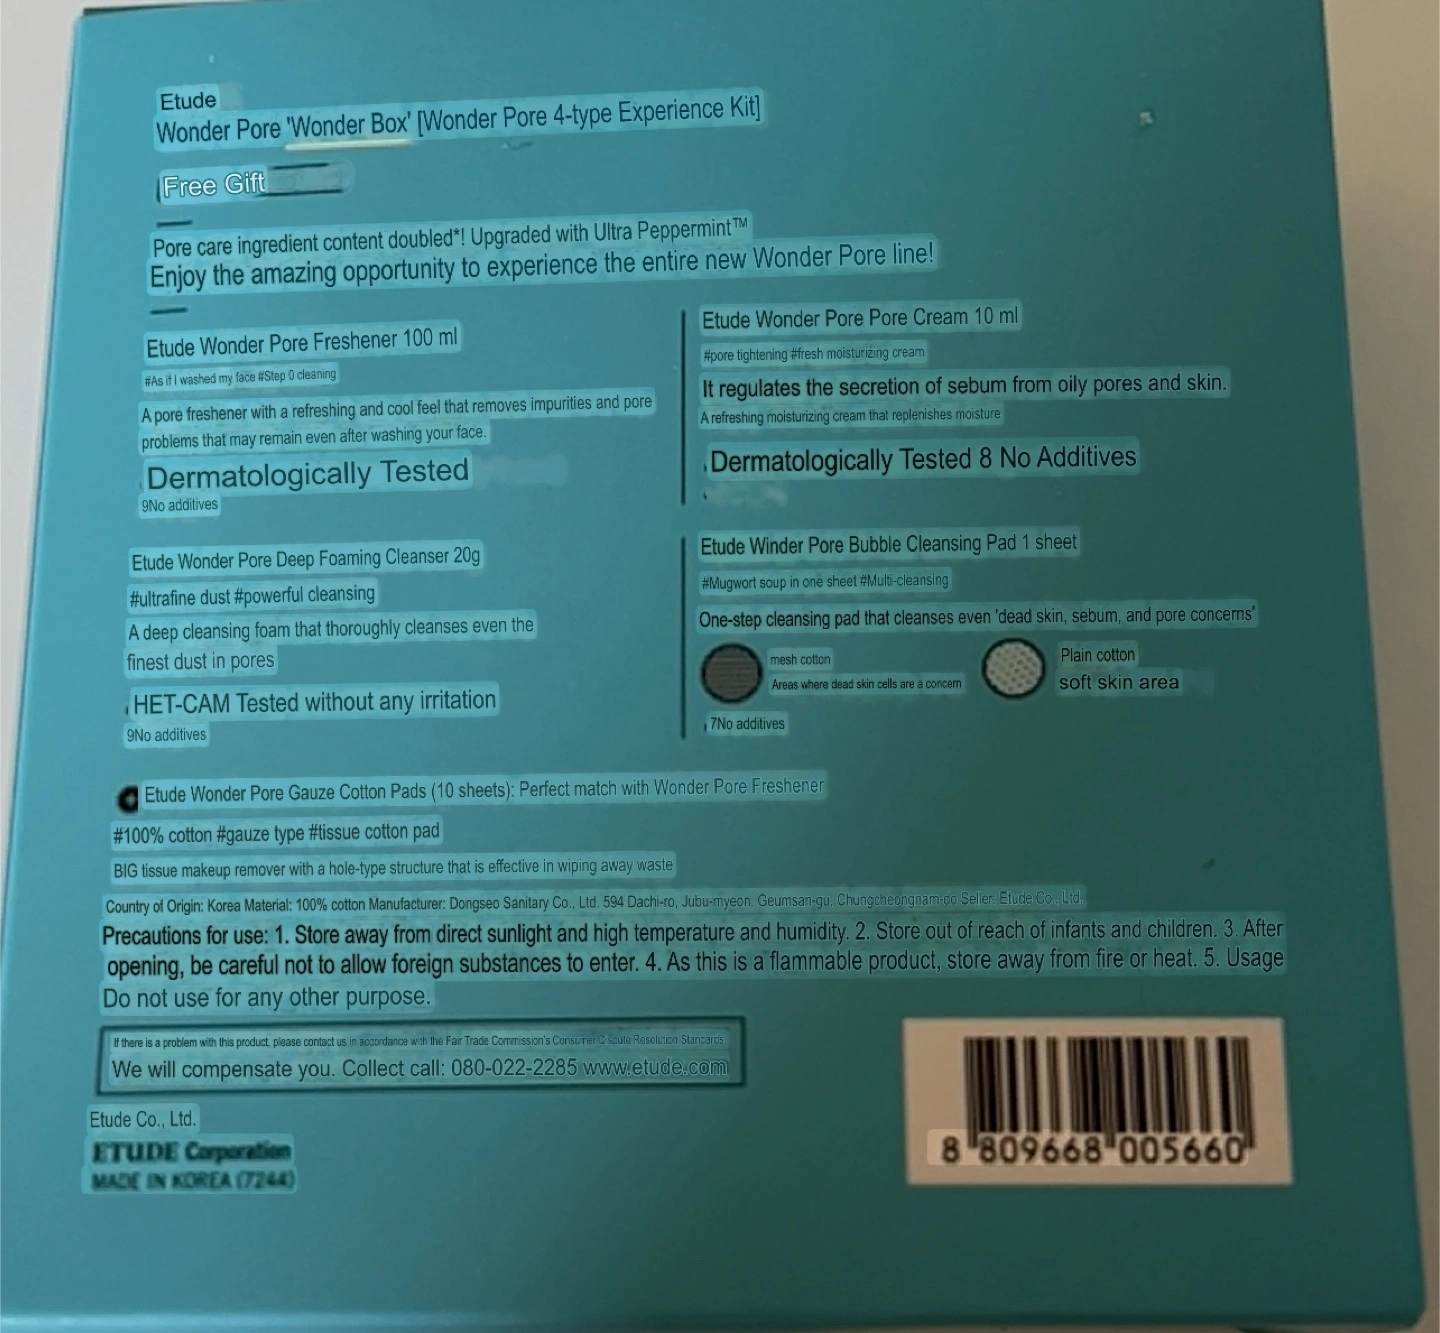 Etude
Wonder Pore 'Wonder Box' [Wonder Pore 4-type Experience Kit]
Free Gift
Pore care ingredient content doubled*! Upgraded with Ultra Peppermint™
Enjoy the amazing opportunity to experience the entire new Wonder Pore line!
Etude Wonder Pore Freshener 100 ml
#As if I washed my face #Step 0 cleaning
A pore freshener with a refreshing and cool feel that removes impurities and pore
problems that may remain even after washing your face.
Dermatologically Tested
9No additives
Etude Wonder Pore Pore Cream 10 ml
#pore tightening #fresh moisturizing cream
It regulates the secretion of sebum from oily pores and skin.
A refreshing moisturizing cream that replenishes moisture
Dermatologically Tested 8 No Additives
Etude Wonder Pore Deep Foaming Cleanser 20g
#ultrafine dust #powerful cleansing
A deep cleansing foam that thoroughly cleanses even the
finest dust in pores
HET-CAM Tested without any irritation
9No additives
Etude Winder Pore Bubble Cleansing Pad 1 sheet
#Mugwort soup in one sheet #Multi-cleansing
One-step cleansing pad that cleanses even 'dead skin, sebum, and pore concerns'
mesh cotton
Areas where dead skin cells are a concern
Plain cotton
soft skin area
7No additives
Etude Wonder Pore Gauze Cotton Pads (10 sheets): Perfect match with Wonder Pore Freshener
#100% cotton #gauze type #tissue cotton pad
BIG tissue makeup remover with a hole-type structure that is effective in wiping away waste
Country of Origin: Korea Material: 100% cotton Manufacturer: Dongseo Sanitary Co., Ltd. 594 Dachi-ro, Jubu-myeon, Geumsan-gu, Chungcheongnam-do Seller: Etude Co., Ltd.
Precautions for use: 1. Store away from direct sunlight and high temperature and humidity. 2. Store out of reach of infants and children. 3. After
opening, be careful not to allow foreign substances to enter. 4. As this is a flammable product, store away from fire or heat. 5. Usage
Do not use for any other purpose.
If there is a problem with this product, please contact us in accordance with the Fair Trade Commission's Consumer Dispute Resolution Standards.
We will compensate you. Collect call: 080-022-2285 www.etude.com
Etude Co., Ltd.
ETUDE Corporation
MADE IN KOREA (7244)
8 809668 005660